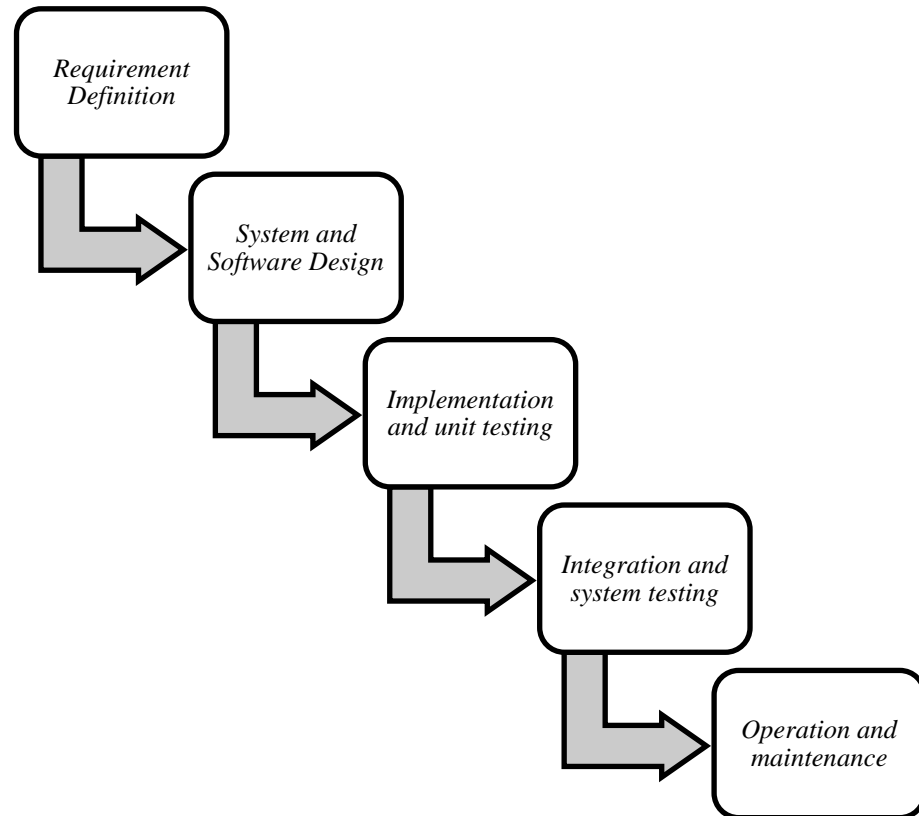 Requirement
Definition
System and
Software Design
Implementation
and unit testing
Integration and
system testing
Operation and
maintenance